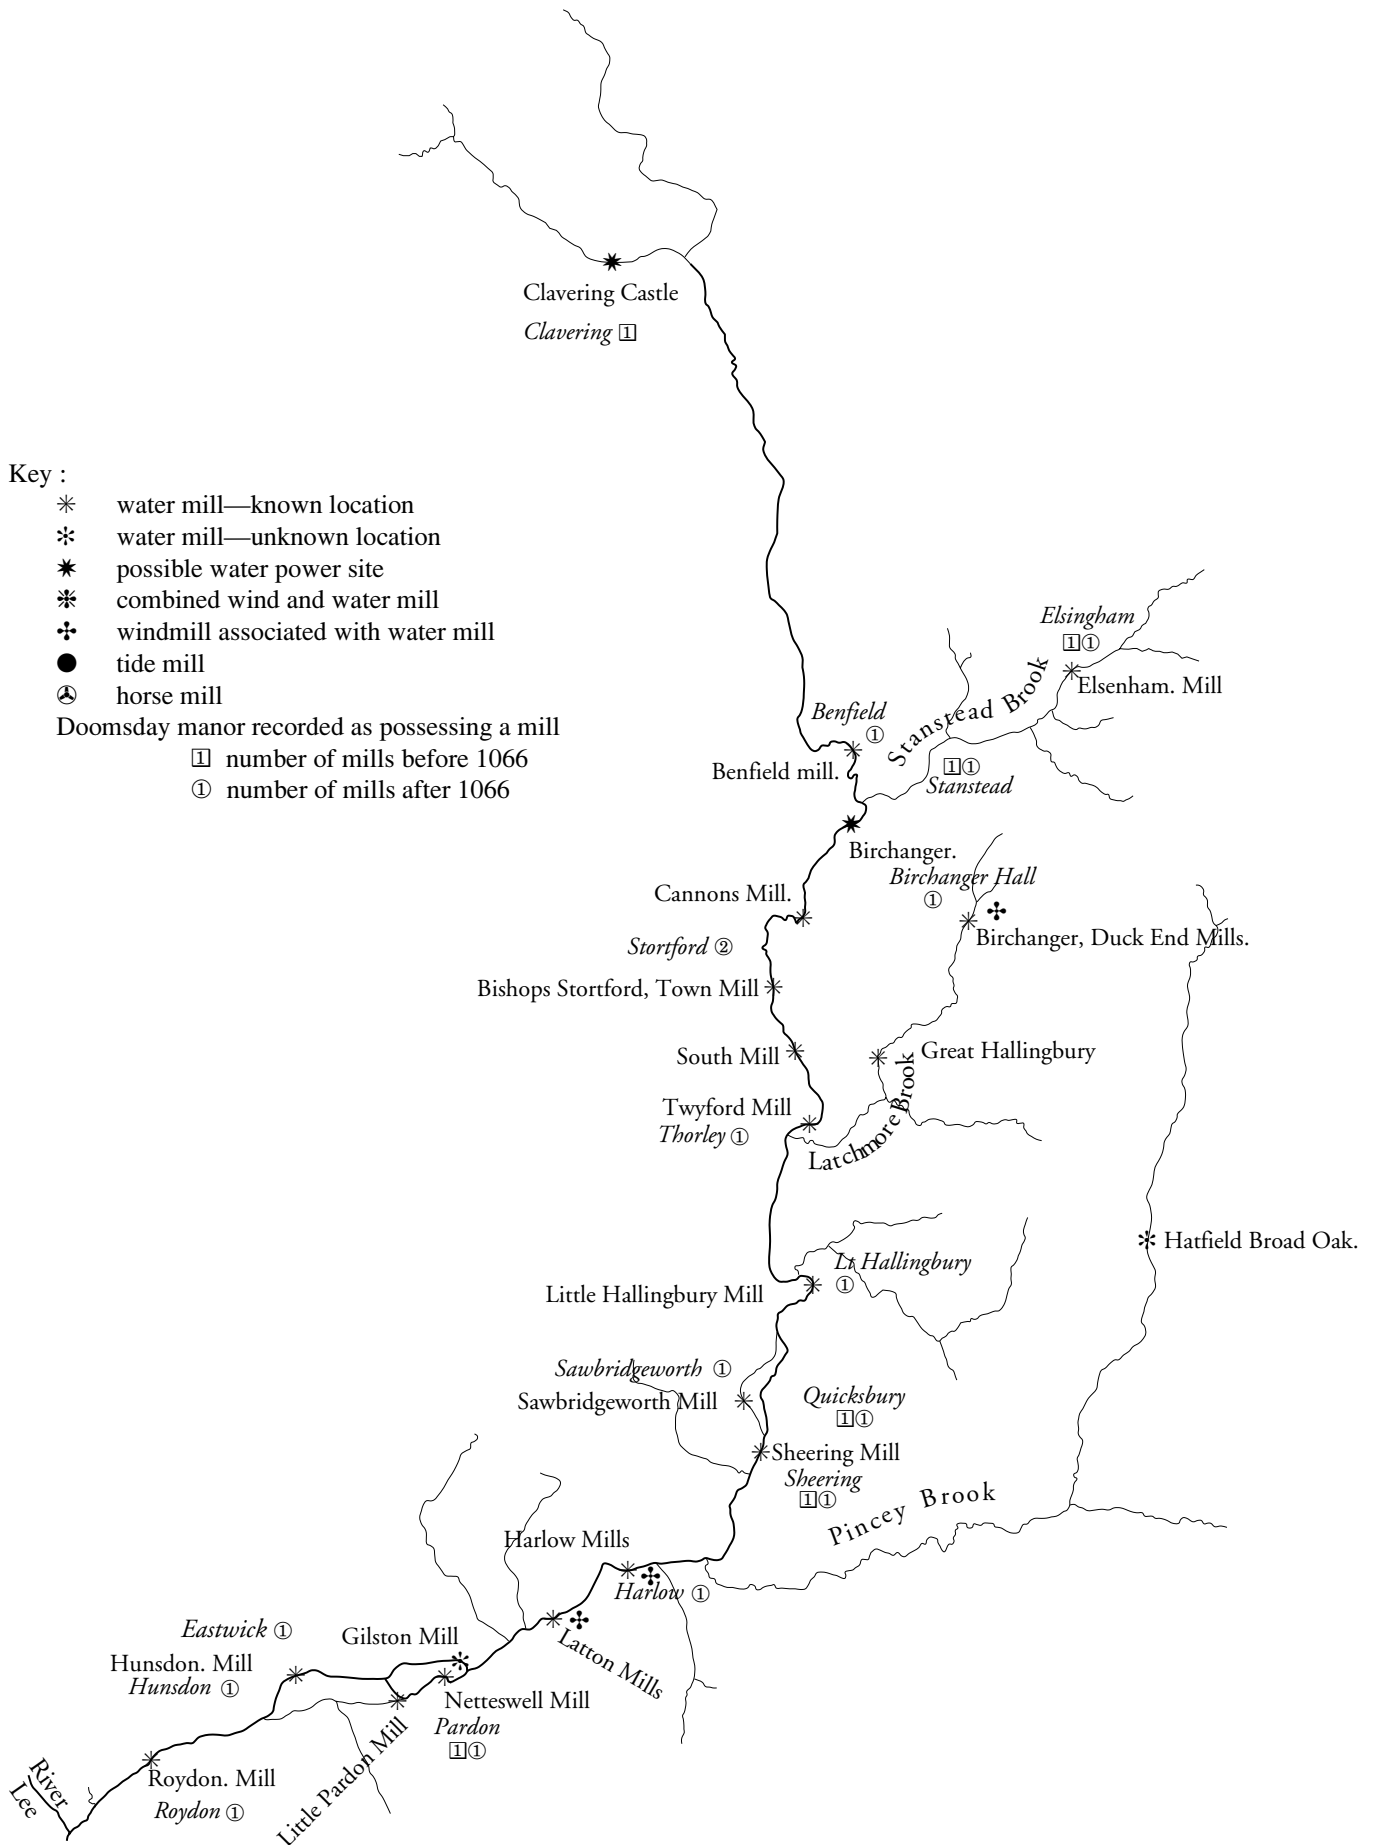 Clavering Castle
Clavering 1
Key :
✳ water mill—known location
✻ water mill—unknown location
✷ possible water power site
❉ combined wind and water mill
✣ windmill associated with water mill
● tide mill
✇ horse mill
Doomsday manor recorded as possessing a mill
1 number of mills before 1066
① number of mills after 1066
Elsingham
1①
Elsenham. Mill
Stanstead Brook
Benfield
①
Benfield mill.
1①
Stanstead
Birchanger.
Birchanger Hall
①
Cannons Mill.
Birchanger, Duck End Mills.
Stortford ②
Bishops Stortford, Town Mill
South Mill
Great Hallingbury
Latchmore Brook
Twyford Mill
Thorley ①
Hatfield Broad Oak.
Lt Hallingbury
①
Little Hallingbury Mill
Sawbridgeworth ①
Sawbridgeworth Mill
Quicksbury
1①
Sheering Mill
Sheering
1①
Pincey Brook
Harlow Mills
Harlow ①
Latton Mills
Eastwick ①
Gilston Mill
Hunsdon. Mill
Hunsdon ①
Netteswell Mill
Pardon
1①
Little Pardon Mill
Roydon. Mill
Roydon ①
River
Lee